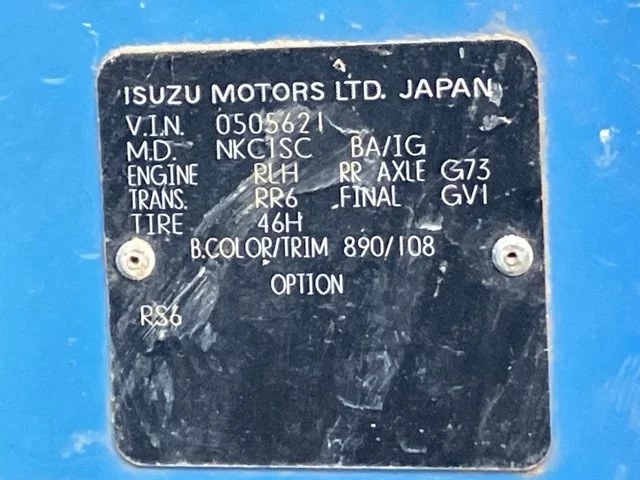 ISUZU MOTORS LTD. JAPAN
V.I.N. 0505621
M.D. NKC1SC BA/IG
ENGINE RLH RR AXLE G73
TRANS. RR6 FINAL GV1
TIRE 46H
B.COLOR/TRIM 890/108
OPTION
RS6